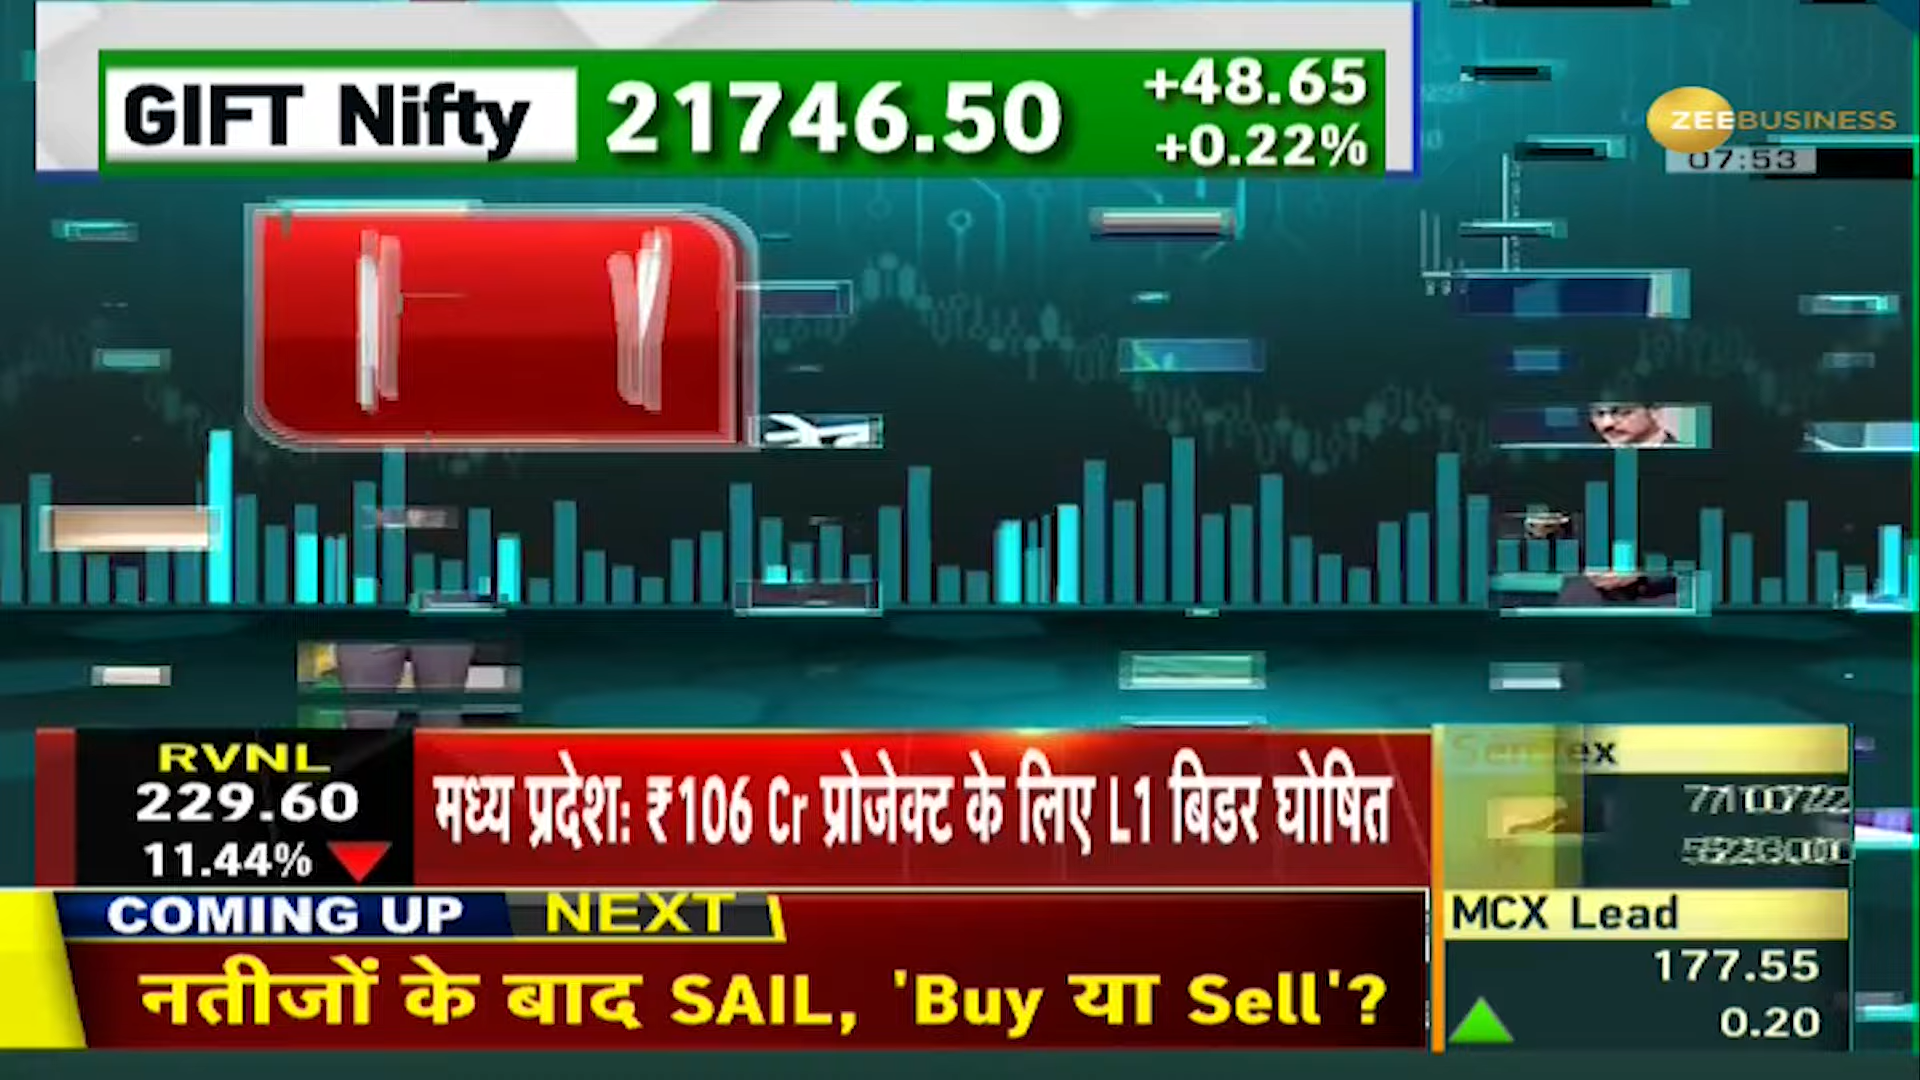 GIFT Nifty 21746.50 +48.65
+0.22%
ZEEBUSINESS
07:53
RVNL
229.60
11.44%
मध्य प्रदेश: ₹106 Cr प्रोजेक्ट के लिए L1 बिडर घोषित
COMING UP NEXT
नतीजों के बाद SAIL, 'Buy या Sell'?
MCX Lead
177.55
0.20